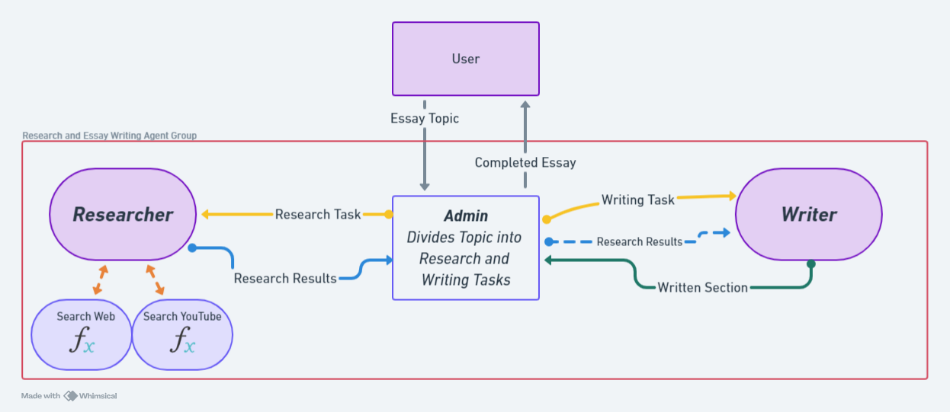 User
Essay Topic
Research and Essay Writing Agent Group
Completed Essay
Researcher
Research Task
Admin
Divides Topic into
Research and
Writing Tasks
Writing Task
Writer
Research Results
Research Results
Written Section
Search Web
fx
Search YouTube
fx
Made with Whimsical